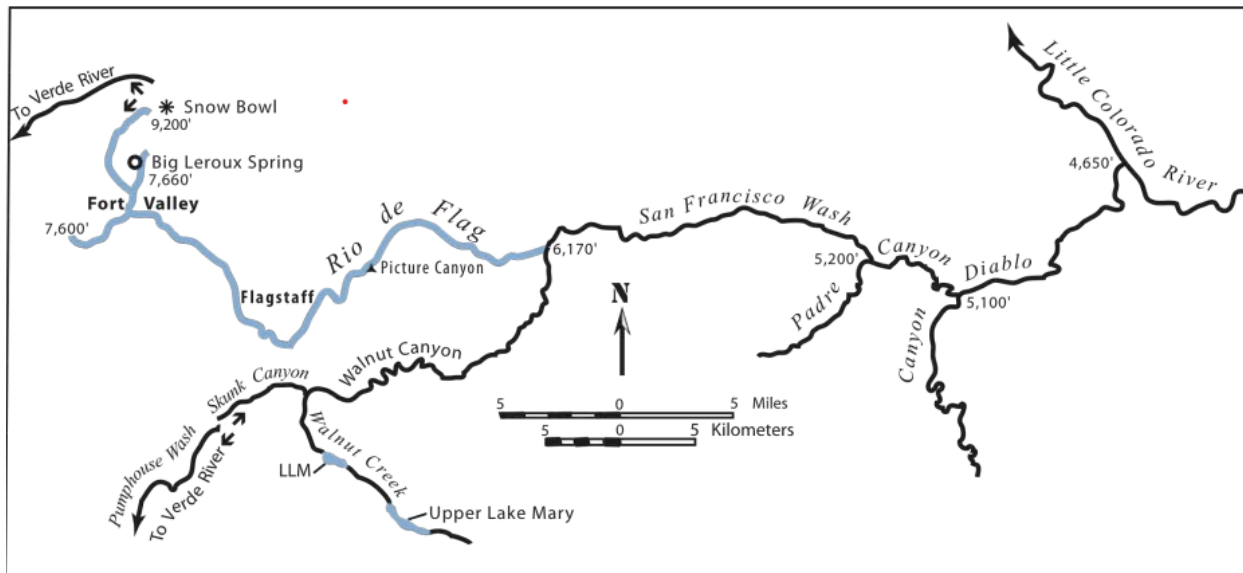 To Verde River
Snow Bowl
9,200'
Big Leroux Spring
7,660'
Fort Valley
7,600'
Rio de Flag
Picture Canyon
Flagstaff
6,170'
San Francisco Wash
Little Colorado River
4,650'
5,200'
Canyon Diablo
5,100'
Padre Canyon
N
Walnut Canyon
Skunk Canyon
5 0 5 Miles
5 0 5 Kilometers
Pumphouse Wash
To Verde River
Walnut Creek
LLM
Upper Lake Mary